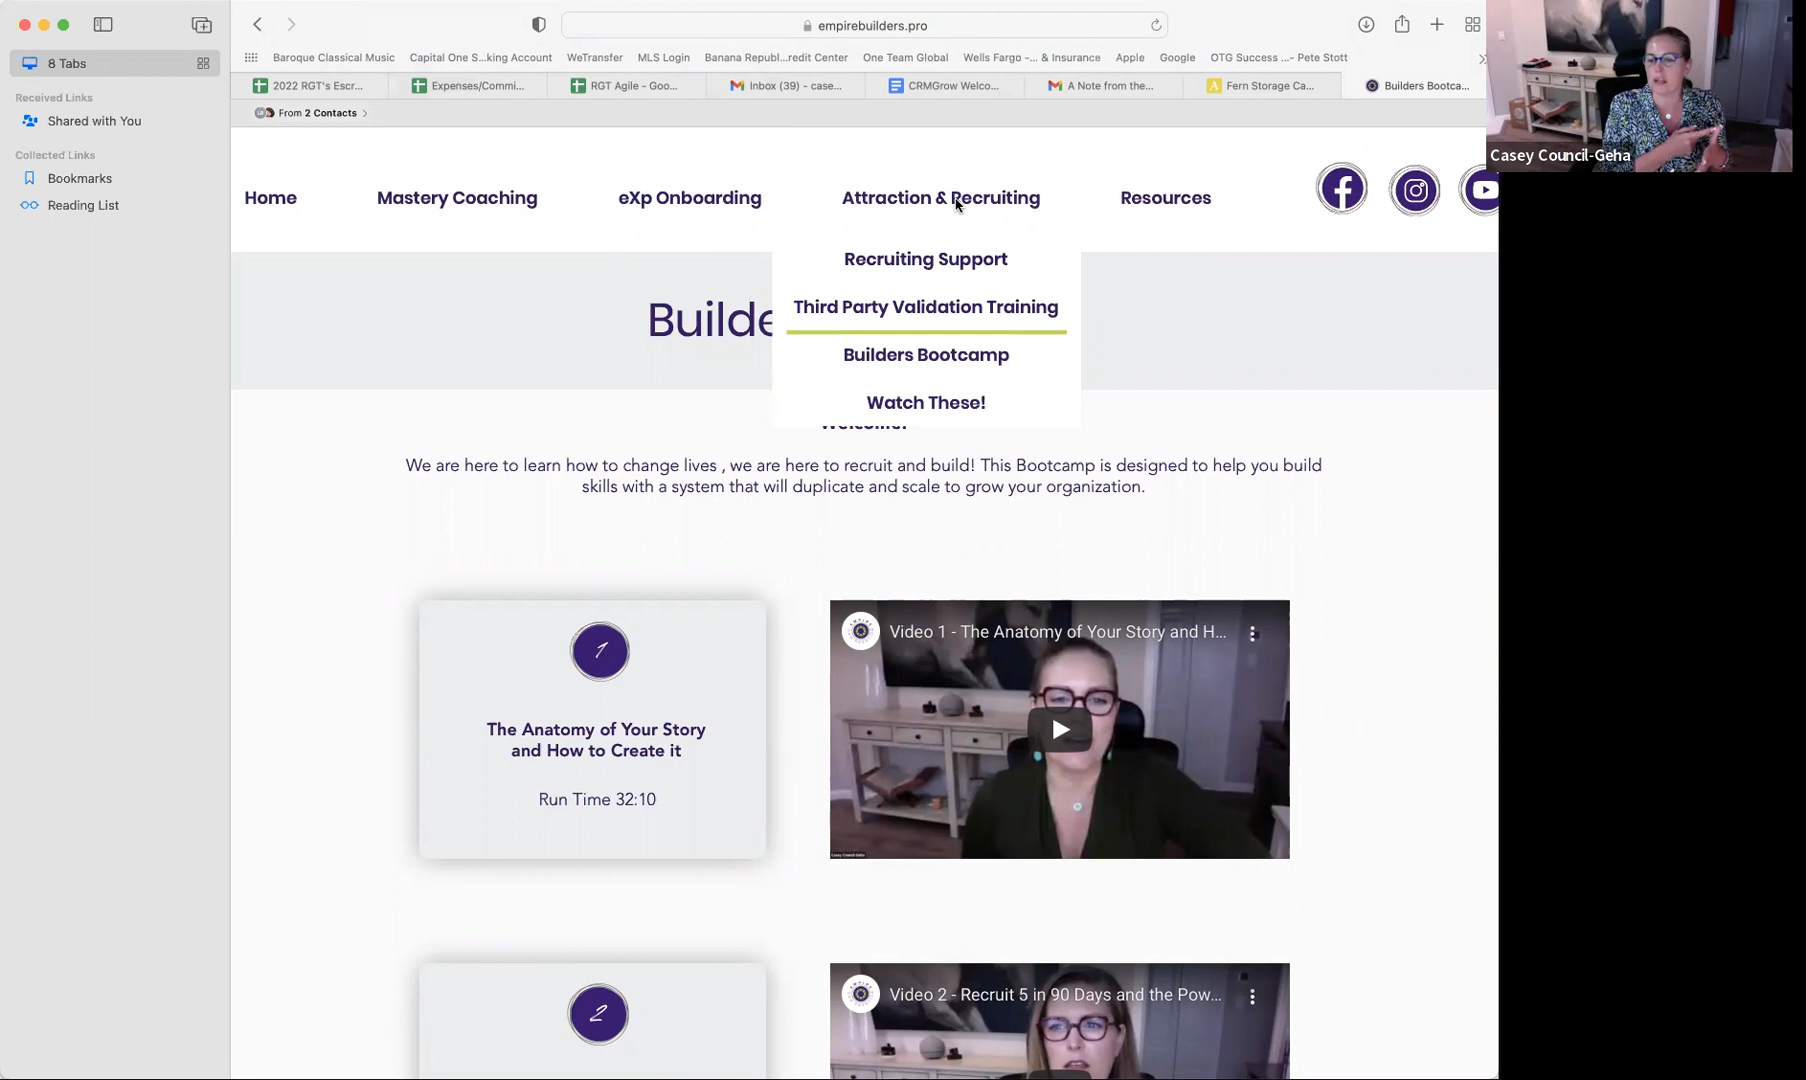 8 Tabs
Received Links
Shared with You
Collected Links
Bookmarks
Reading List
empirebuilders.pro
Baroque Classical Music
Capital One S...king Account
WeTransfer
MLS Login
Banana Republ...redit Center
One Team Global
Wells Fargo -... & Insurance
Apple
Google
OTG Success ...- Pete Stott
2022 RGT's Escr...
Expenses/Commi...
RGT Agile - Goo...
Inbox (39) - case...
CRMGrow Welco...
A Note from the...
Fern Storage Ca...
Builders Bootca...
From 2 Contacts
Casey Council-Geha
Home
Mastery Coaching
eXp Onboarding
Attraction & Recruiting
Resources
Recruiting Support
Third Party Validation Training
Builders Bootcamp
Watch These!
Builde
Welcome!
We are here to learn how to change lives , we are here to recruit and build! This Bootcamp is designed to help you build
skills with a system that will duplicate and scale to grow your organization.
1
The Anatomy of Your Story
and How to Create it
Run Time 32:10
Video 1 - The Anatomy of Your Story and H...
Casey Council-Geha
2
Video 2 - Recruit 5 in 90 Days and the Pow...